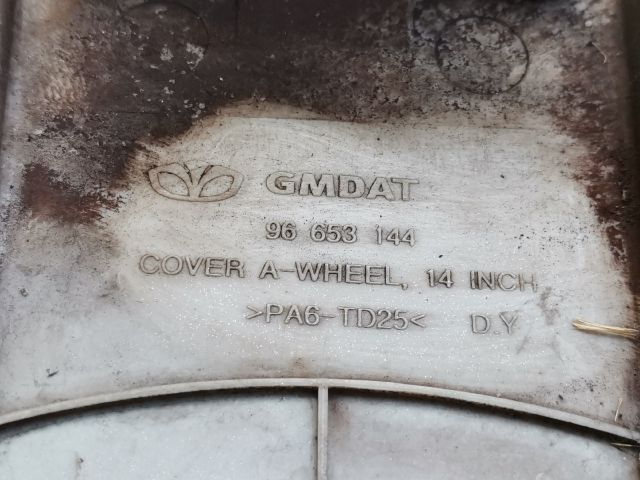 GMDAT
96 653 144
COVER A-WHEEL, 14 INCH
>PA6-TD25< D.Y